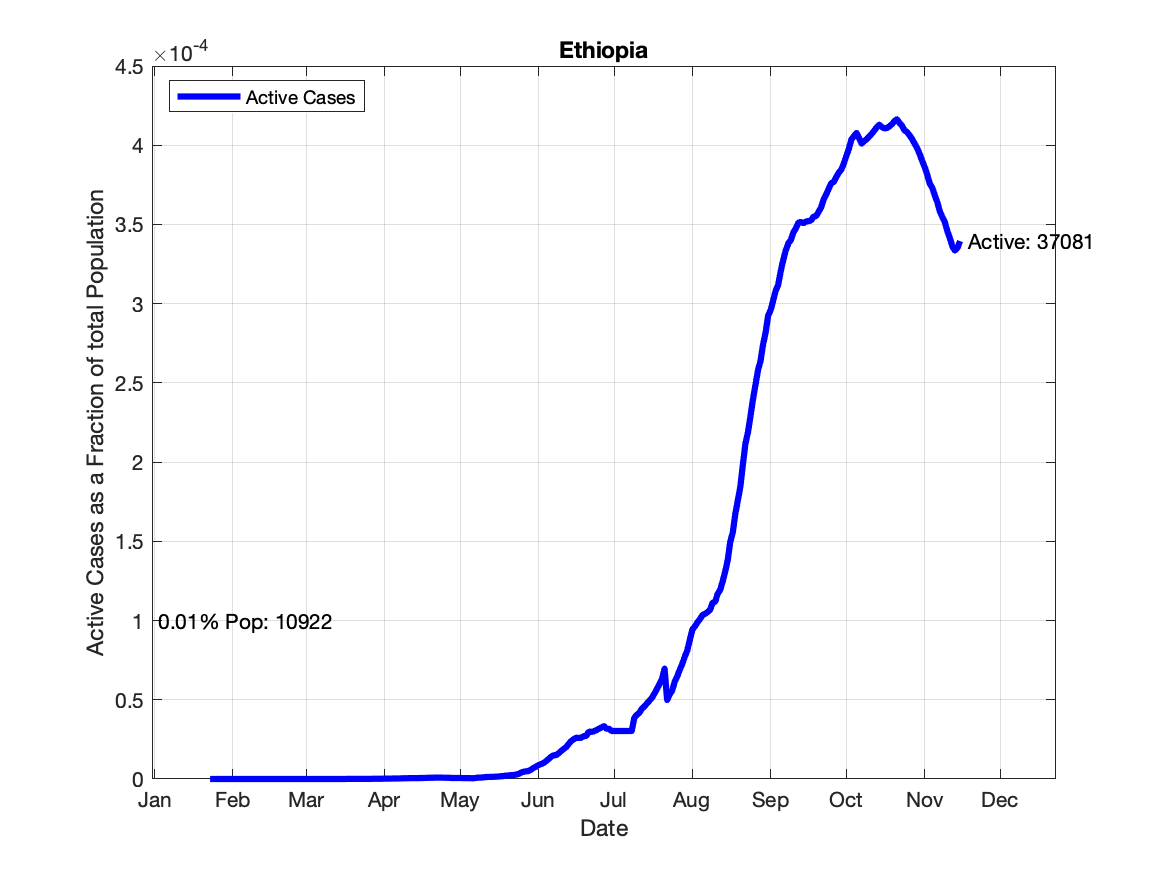 Ethiopia
×10-4
4.5
4
3.5
3
2.5
2
1.5
1
0.5
0
Active Cases
Active: 37081
0.01% Pop: 10922
Active Cases as a Fraction of total Population
Jan Feb Mar Apr May Jun Jul Aug Sep Oct Nov Dec
Date